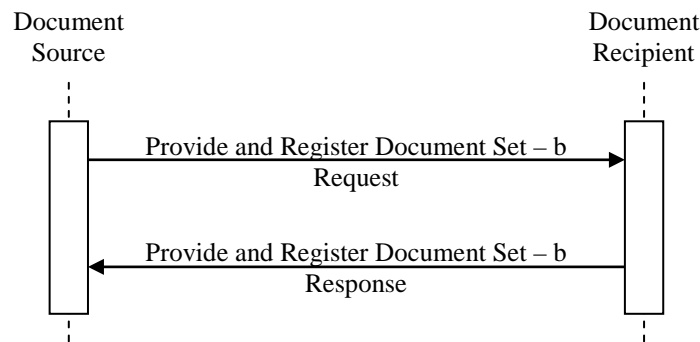 Document
Source
Document
Recipient
Provide and Register Document Set – b
Request
Provide and Register Document Set – b
Response